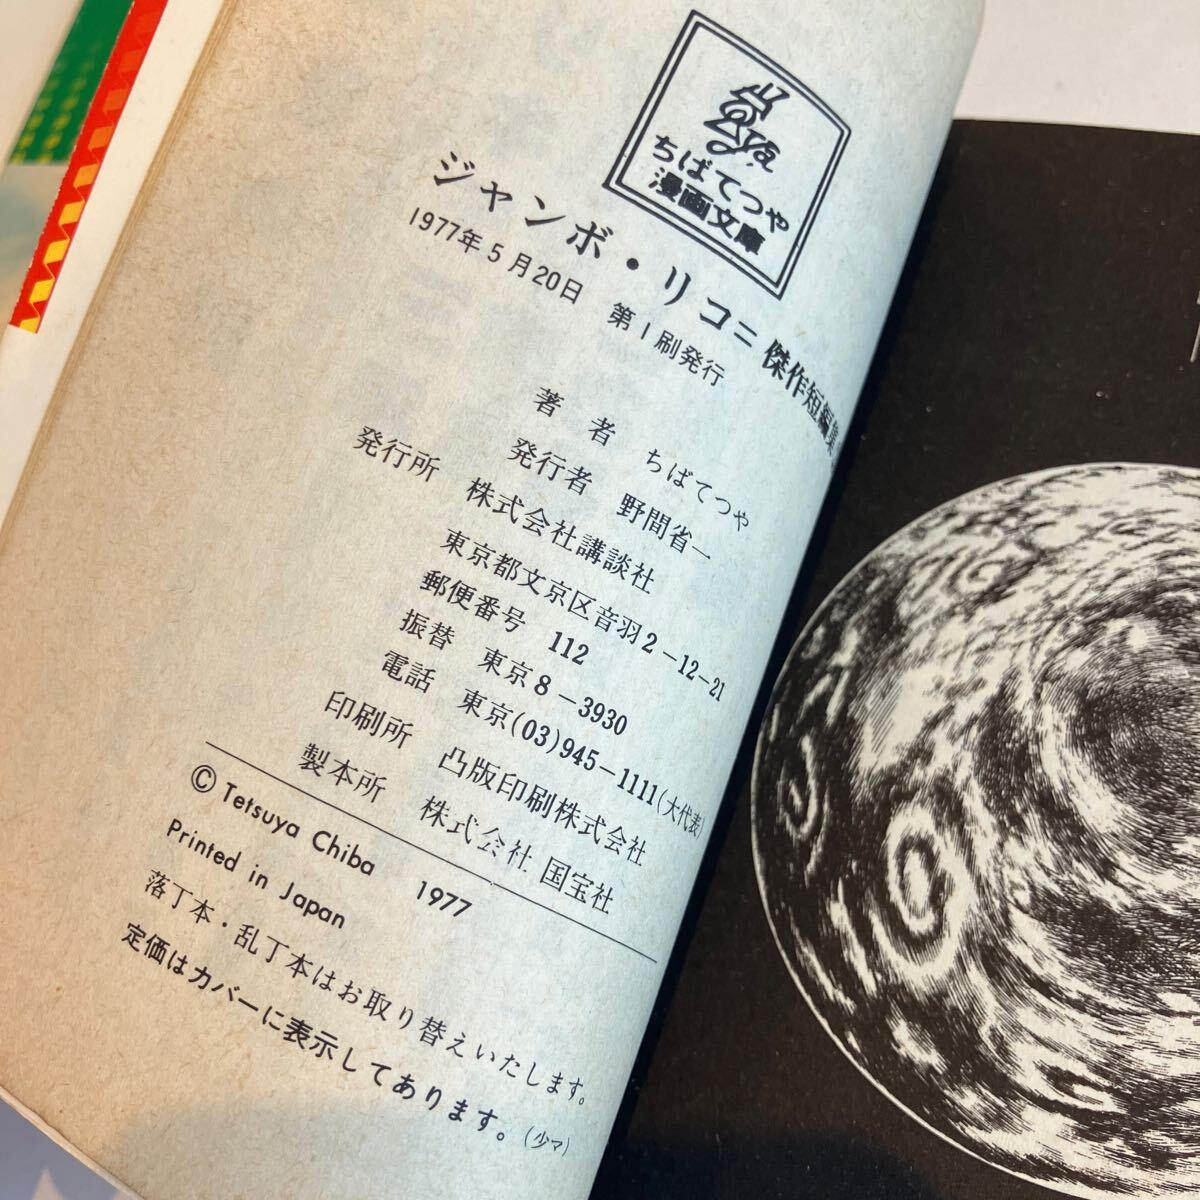 ちばてつや
漫画文庫
ジャンボ・リコ＝傑作短編集
1977年5月20日　第1刷発行
著者　ちばてつや
発行者　野間省一
発行所　株式会社講談社
東京都文京区音羽2-12-21
郵便番号　112
振替　東京8-3930
電話　東京(03)945-1111(大代表)
印刷所　凸版印刷株式会社
製本所　株式会社国宝社
© Tetsuya Chiba　1977
Printed in Japan
落丁本・乱丁本はお取り替えいたします。
定価はカバーに表示してあります。(少マ)